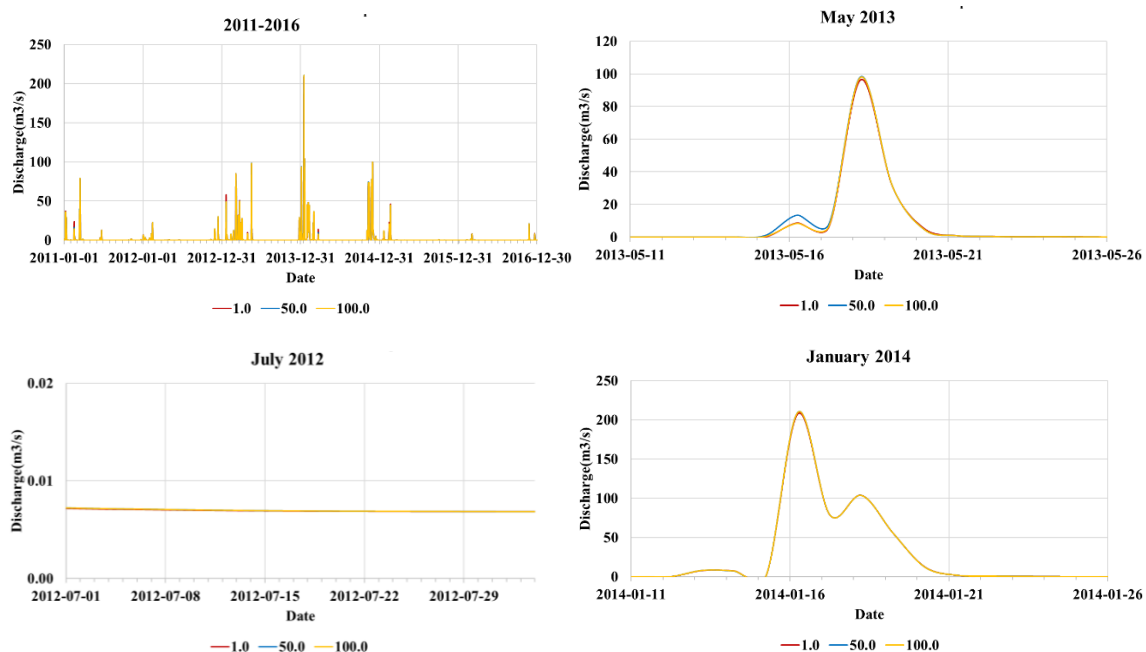 2011-2016
Discharge(m3/s)
250
200
150
100
50
0
2011-01-01 2012-01-01 2012-12-31 2013-12-31 2014-12-31 2015-12-31 2016-12-30
Date
1.0 50.0 100.0
May 2013
Discharge(m3/s)
120
100
80
60
40
20
0
2013-05-11 2013-05-16 2013-05-21 2013-05-26
Date
1.0 50.0 100.0
July 2012
Discharge(m3/s)
0.02
0.01
0.00
2012-07-01 2012-07-08 2012-07-15 2012-07-22 2012-07-29
Date
1.0 50.0 100.0
January 2014
Discharge(m3/s)
250
200
150
100
50
0
2014-01-11 2014-01-16 2014-01-21 2014-01-26
Date
1.0 50.0 100.0